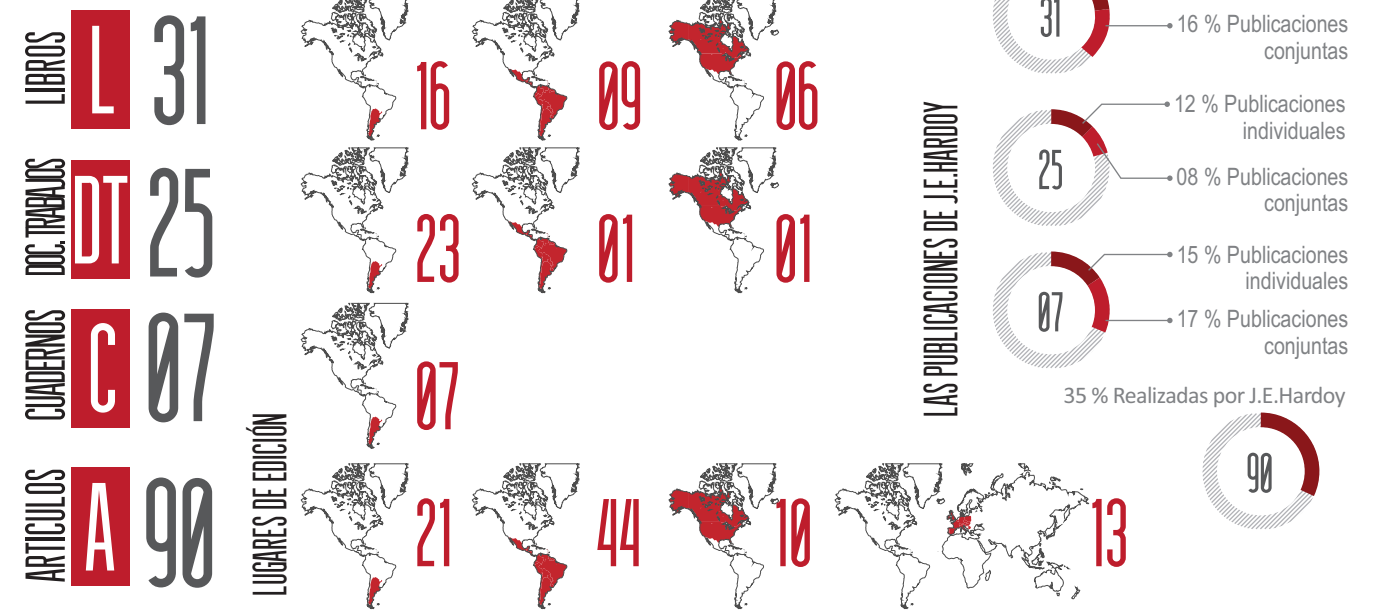 LIBROS
L
31
16
09
06
DOC. TRABAJOS
DT
25
23
01
01
CUADERNOS
C
07
07
ARTICULOS
A
90
LUGARES DE EDICIÓN
21
44
10
13
LAS PUBLICACIONES DE J.E.HARDOY
31
16 % Publicaciones
conjuntas
25
12 % Publicaciones
individuales
08 % Publicaciones
conjuntas
07
15 % Publicaciones
individuales
17 % Publicaciones
conjuntas
35 % Realizadas por J.E.Hardoy
90